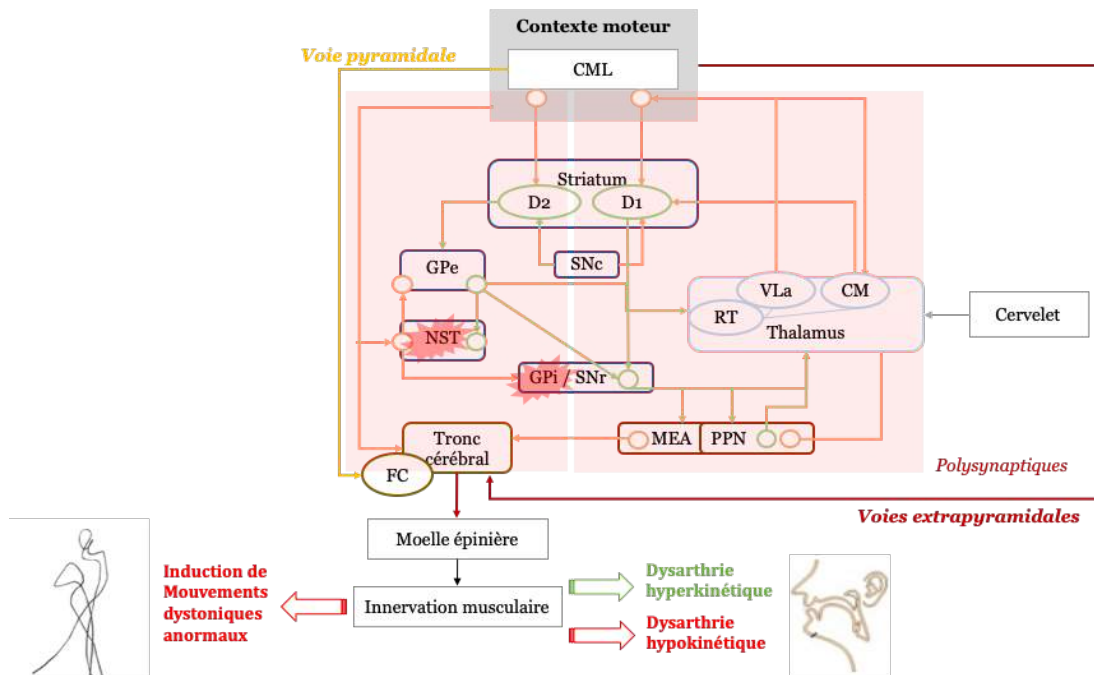 Contexte moteur
Voie pyramidale
CML
Striatum
D2
D1
GPe
SNc
VLa
CM
RT
Thalamus
Cervelet
NST
GPi / SNr
Tronc
cérébral
MEA
PPN
FC
Polysynaptiques
Voies extrapyramidales
Moelle épinière
Induction de
Mouvements
dystoniques
anormaux
Innervation musculaire
Dysarthrie
hyperkinétique
Dysarthrie
hypokinétique